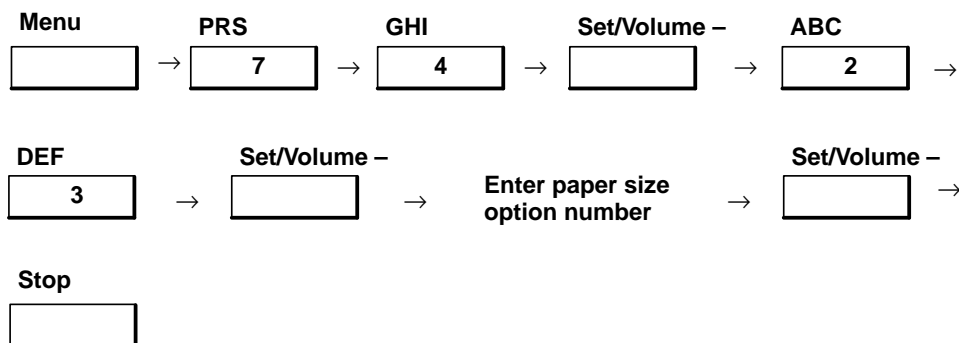 Menu PRS GHI Set/Volume – ABC
→ 7 → 4 → → 2 →
DEF Set/Volume – Set/Volume –
3 → → Enter paper size → →
option number
Stop